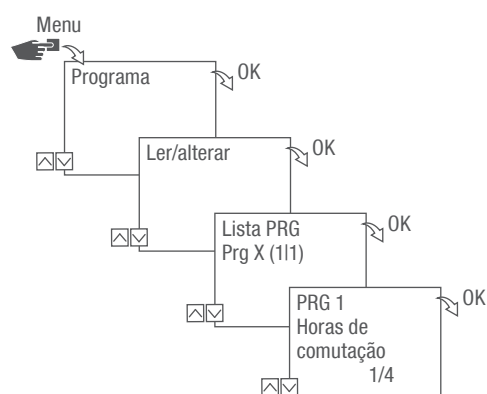 Menu
Programa
OK
Ler/alterar
OK
Lista PRG
Prg X (1|1)
OK
PRG 1
Horas de
comutação
1/4
OK